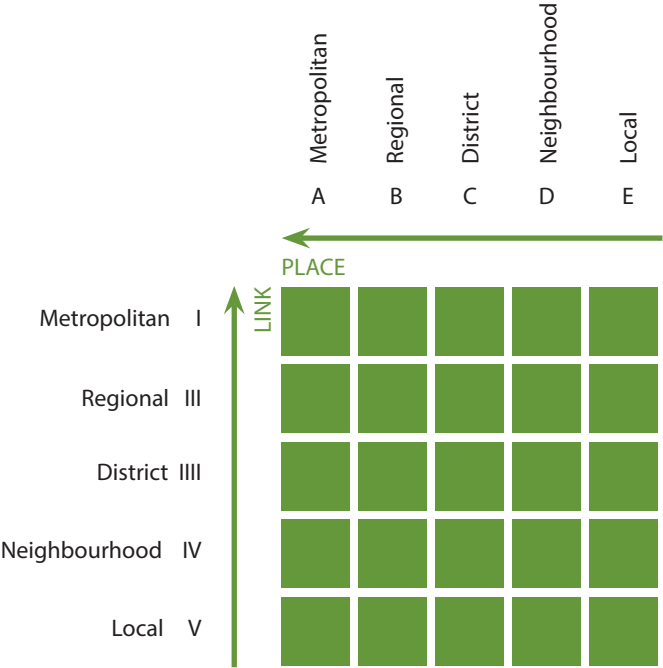 Metropolitan
Regional
District
Neighbourhood
Local
A B C D E
PLACE
LINK
Metropolitan I
Regional III
District IIII
Neighbourhood IV
Local V